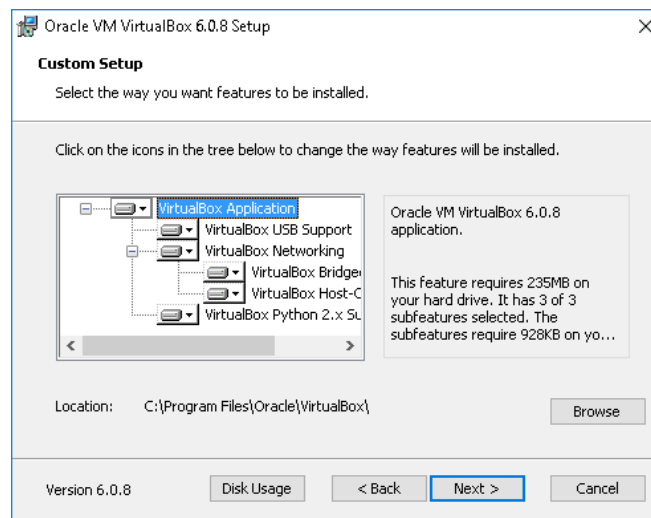 Oracle VM VirtualBox 6.0.8 Setup
Custom Setup
Select the way you want features to be installed.
Click on the icons in the tree below to change the way features will be installed.
VirtualBox Application
VirtualBox USB Support
VirtualBox Networking
VirtualBox Bridge
VirtualBox Host-C
VirtualBox Python 2.x Su
Oracle VM VirtualBox 6.0.8
application.
This feature requires 235MB on
your hard drive. It has 3 of 3
subfeatures selected. The
subfeatures require 928KB on yo...
Location: C:\Program Files\Oracle\VirtualBox\
Browse
Version 6.0.8 Disk Usage < Back Next > Cancel